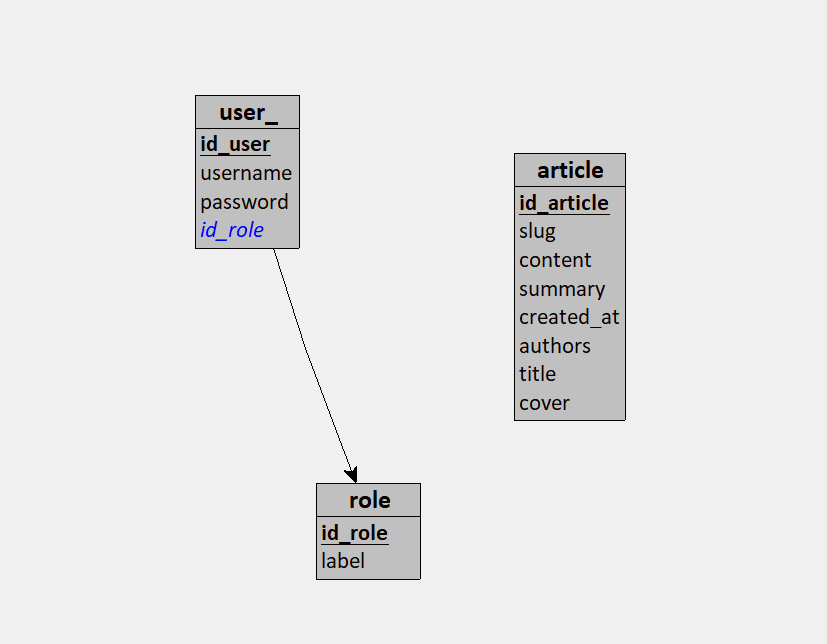 user_
id_user
username
password
id_role
article
id_article
slug
content
summary
created_at
authors
title
cover
role
id_role
label